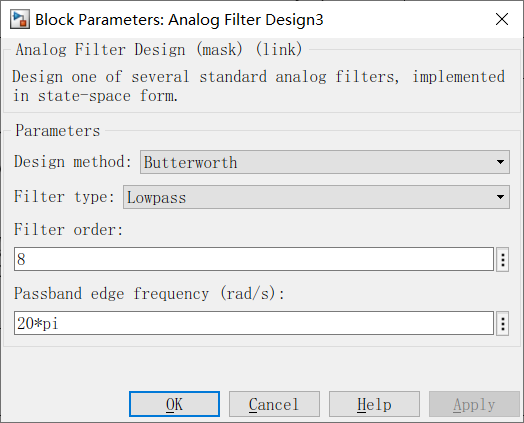 Block Parameters: Analog Filter Design3
Analog Filter Design (mask) (link)
Design one of several standard analog filters, implemented
in state-space form.
Parameters
Design method: Butterworth
Filter type: Lowpass
Filter order:
8
Passband edge frequency (rad/s):
20*pi
OK Cancel Help Apply